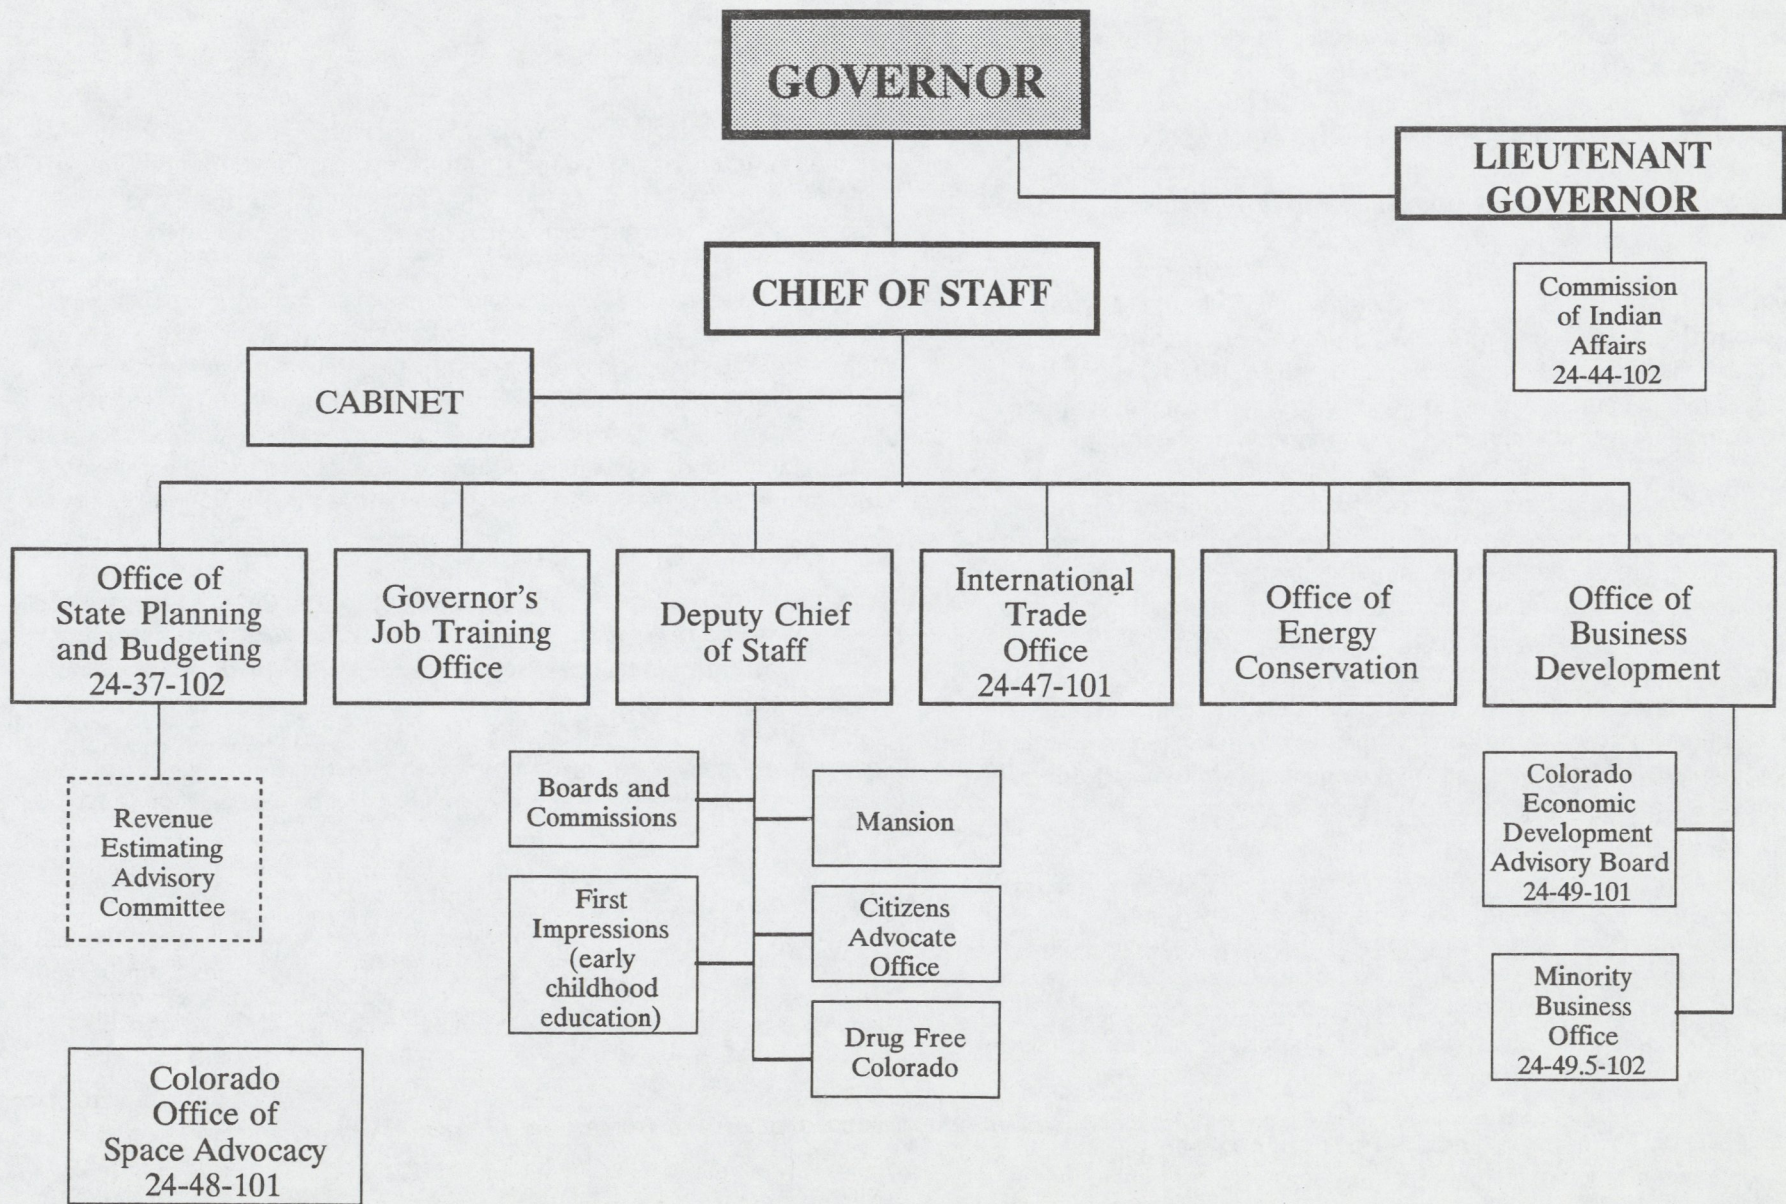 GOVERNOR
LIEUTENANT
GOVERNOR
CHIEF OF STAFF
Commission
of Indian
Affairs
24-44-102
CABINET
Office of
State Planning
and Budgeting
24-37-102
Governor's
Job Training
Office
Deputy Chief
of Staff
International
Trade
Office
24-47-101
Office of
Energy
Conservation
Office of
Business
Development
Revenue
Estimating
Advisory
Committee
Boards and
Commissions
Mansion
First
Impressions
(early
childhood
education)
Citizens
Advocate
Office
Drug Free
Colorado
Colorado
Economic
Development
Advisory Board
24-49-101
Minority
Business
Office
24-49.5-102
Colorado
Office of
Space Advocacy
24-48-101